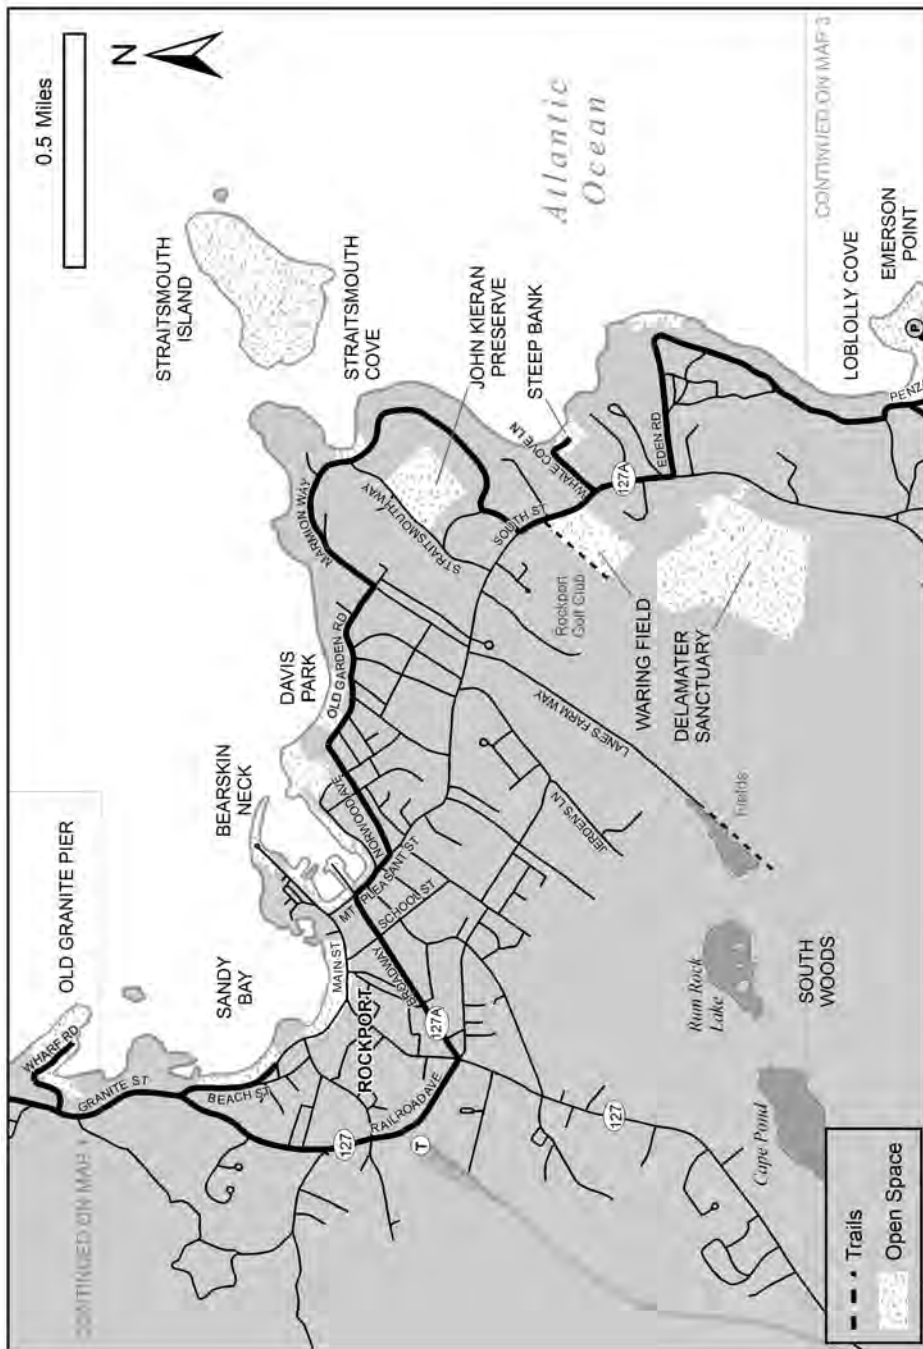 0.5 Miles
N
STRAITSMOUTH
ISLAND
STRAITSMOUTH
COVE
Atlantic
Ocean
JOHN KIERAN
PRESERVE
STEEP BANK
CONTINUED ON MAP 3
LOBLOLLY COVE
EMERSON
POINT
P
PENZ
MARMION WAY
STRAITSMOUTH WAY
WHALE COVE LN
SOUTH ST
127A
EDEN RD
DAVIS
PARK
OLD GARDEN RD
Rockport
Golf Club
WARING FIELD
DELAMATER
SANCTUARY
BEARSKIN
NECK
NORWOOD AVE
LANE'S FARM WAY
JERDEN'S LN
Fields
OLD GRANITE PIER
MT PLEASANT ST
SCHOOL ST
BROADWAY
MAIN ST
SANDY
BAY
ROCKPORT
127A
Rum Rock
Lake
SOUTH
WOODS
WHARF RD
GRANITE ST
BEACH ST
RAILROAD AVE
127
T
127
Cape Pond
CONTINUED ON MAP 1
Trails
Open Space